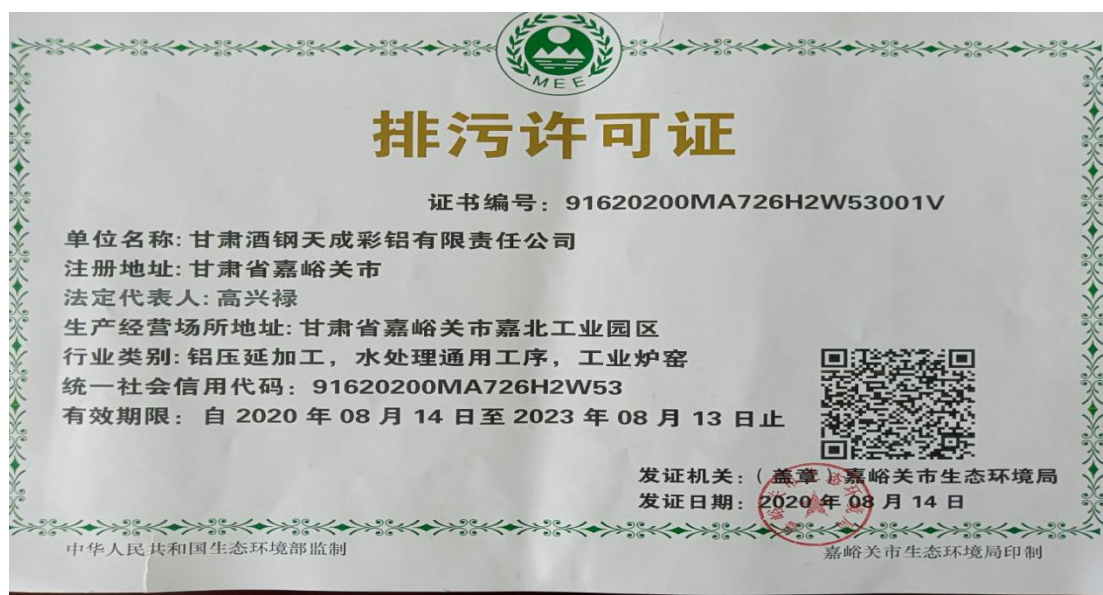 MEE
排污许可证
证书编号：91620200MA726H2W53001V
单位名称:甘肃酒钢天成彩铝有限责任公司
注册地址:甘肃省嘉峪关市
法定代表人:高兴禄
生产经营场所地址:甘肃省嘉峪关市嘉北工业园区
行业类别:铝压延加工，水处理通用工序，工业炉窑
统一社会信用代码：91620200MA726H2W53
有效期限：自 2020 年 08 月 14 日至 2023 年 08 月 13 日止
发证机关：（盖章）嘉峪关市生态环境局
发证日期：2020 年 08 月 14 日
中华人民共和国生态环境部监制
嘉峪关市生态环境局印制